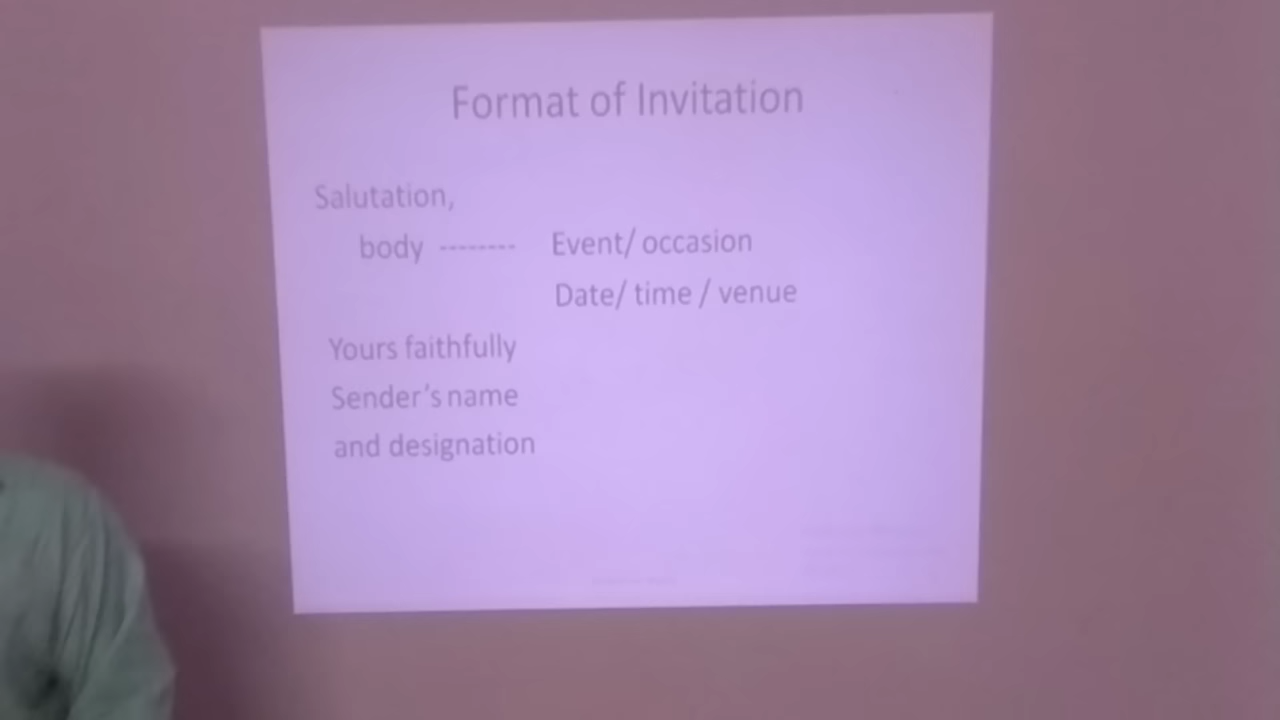 Format of Invitation
Salutation,
body -------- Event/ occasion
Date/ time / venue
Yours faithfully
Sender's name
and designation